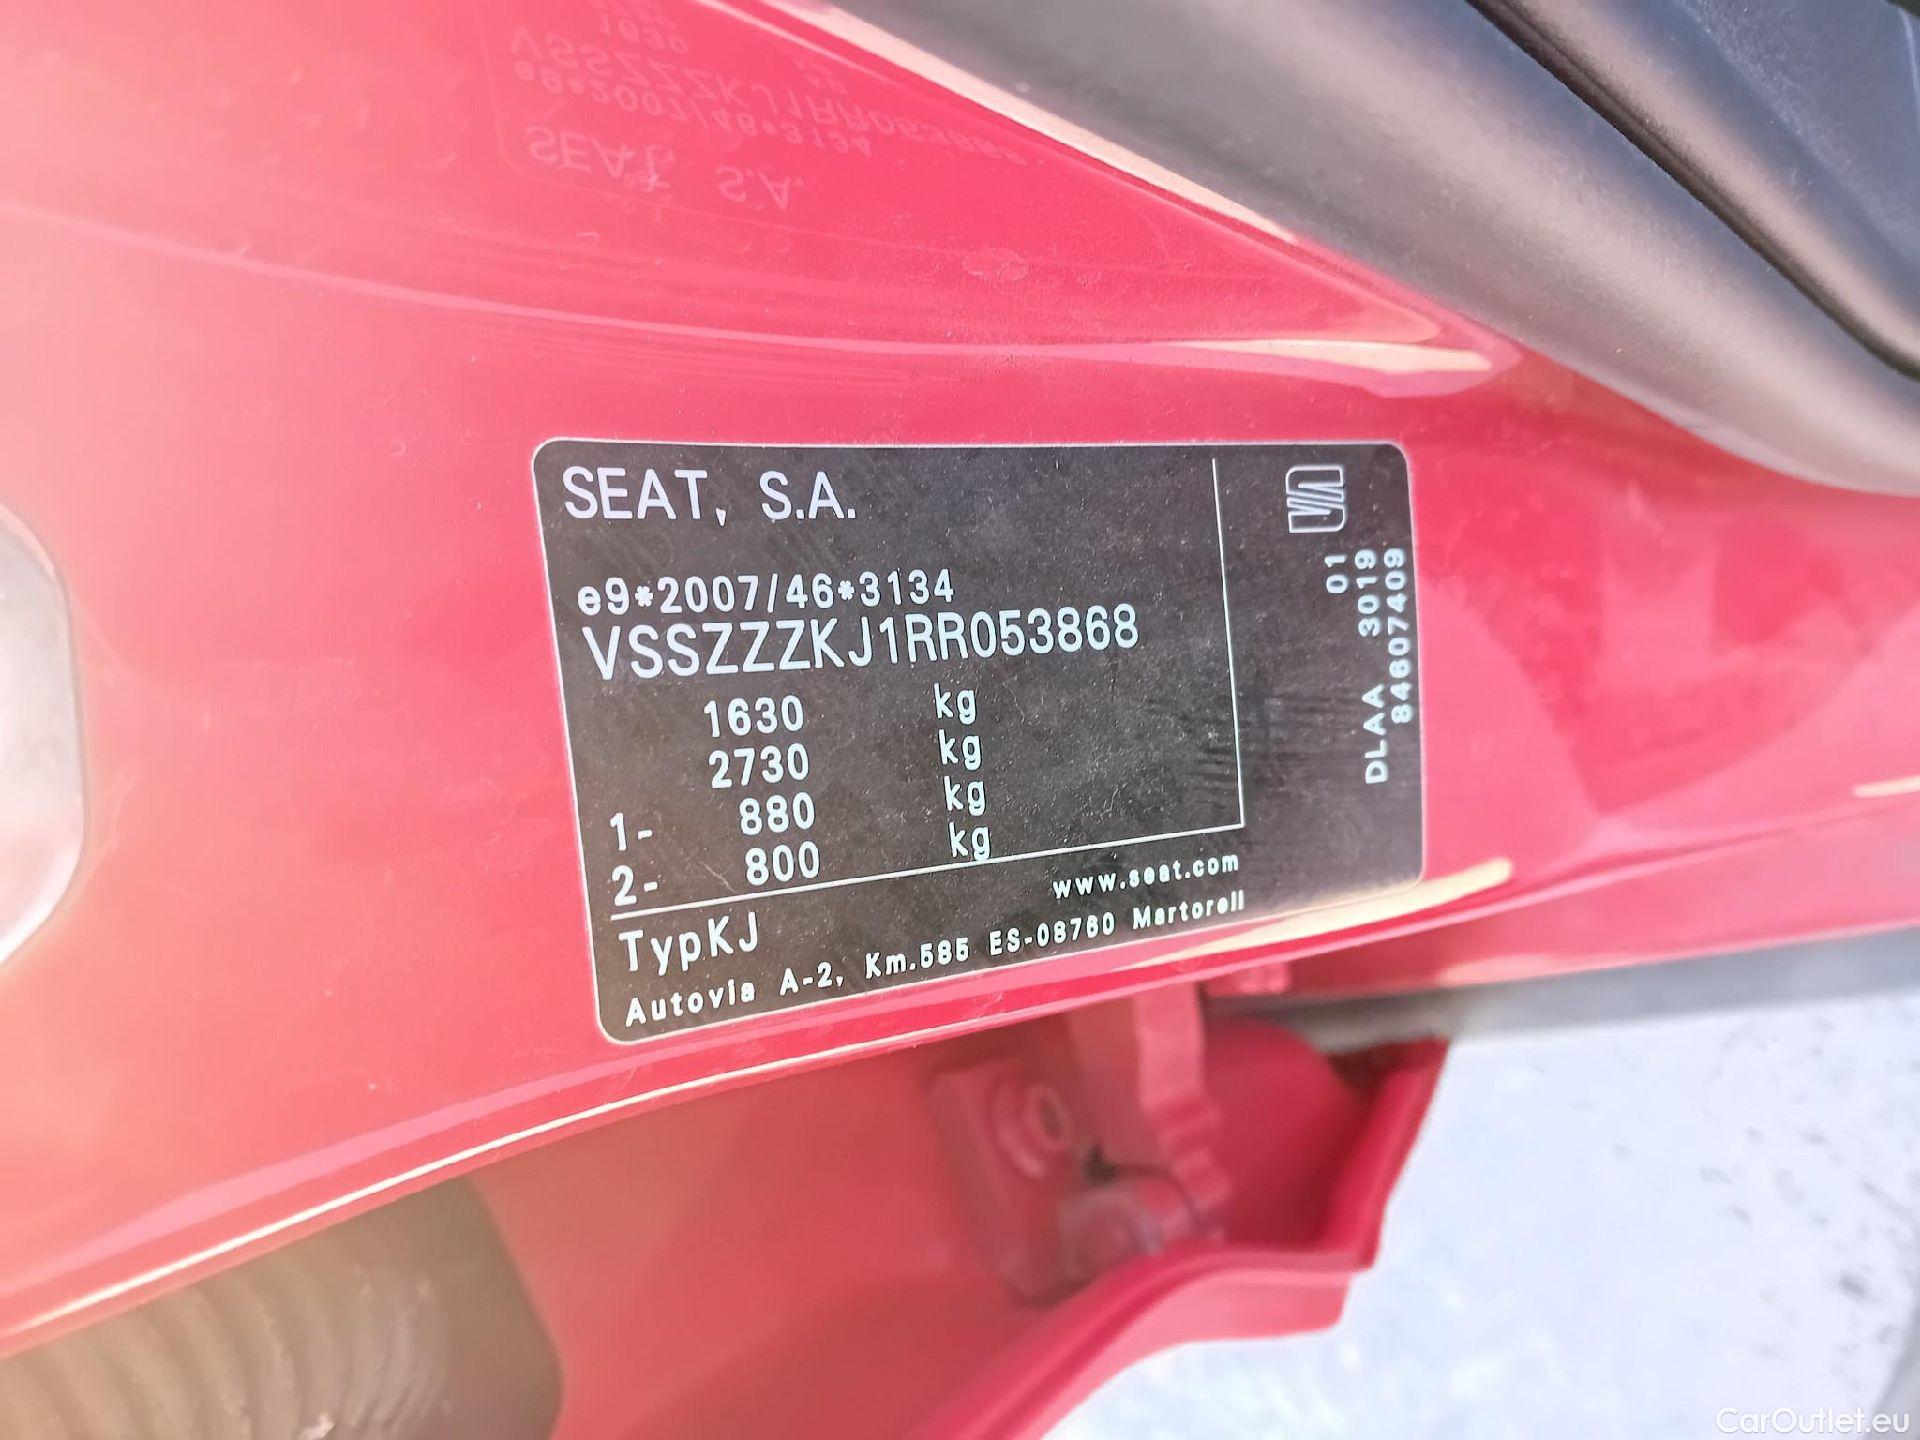 SEAT, S.A.
e9*2007/46*3134
VSSZZZKJ1RR053868
1630 kg
2730 kg
1- 880 kg
2- 800 kg
TypKJ
www.seat.com
Autovia A-2, Km.585 ES-08760 Martorell
01
DLAA 3019
84607409
CarOutlet.eu